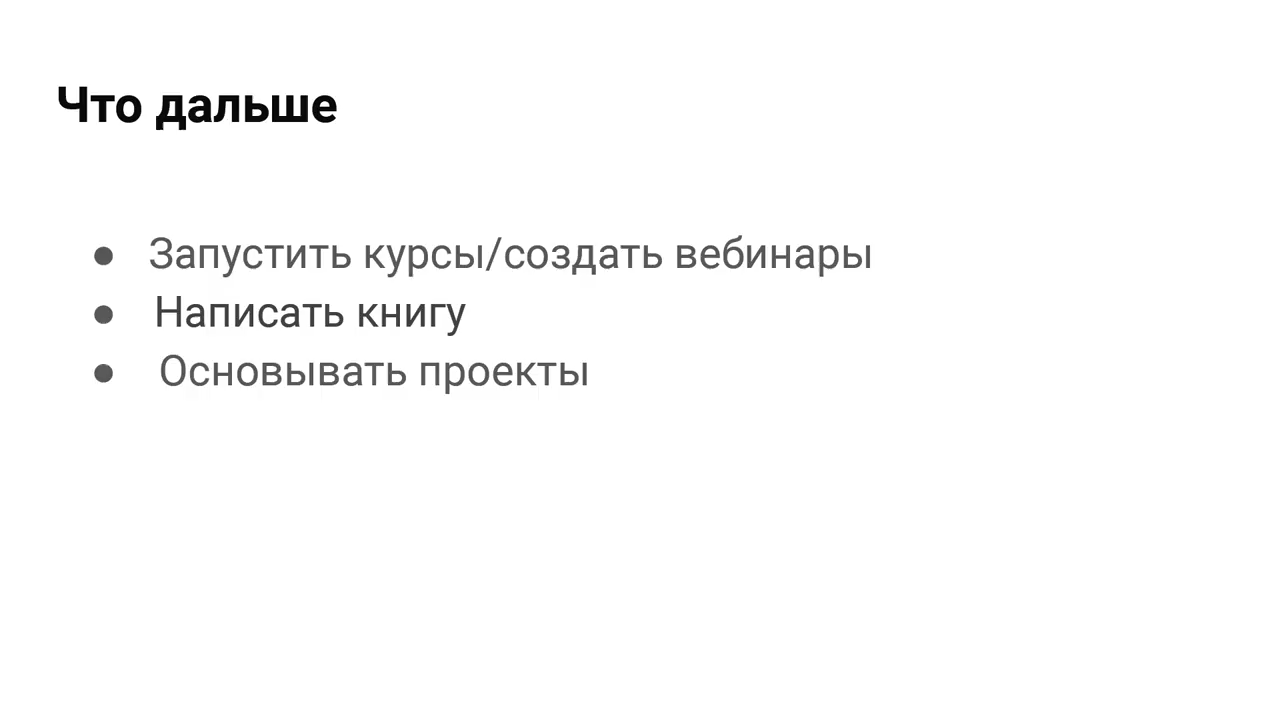 Что дальше
● Запустить курсы/создать вебинары
● Написать книгу
● Основывать проекты